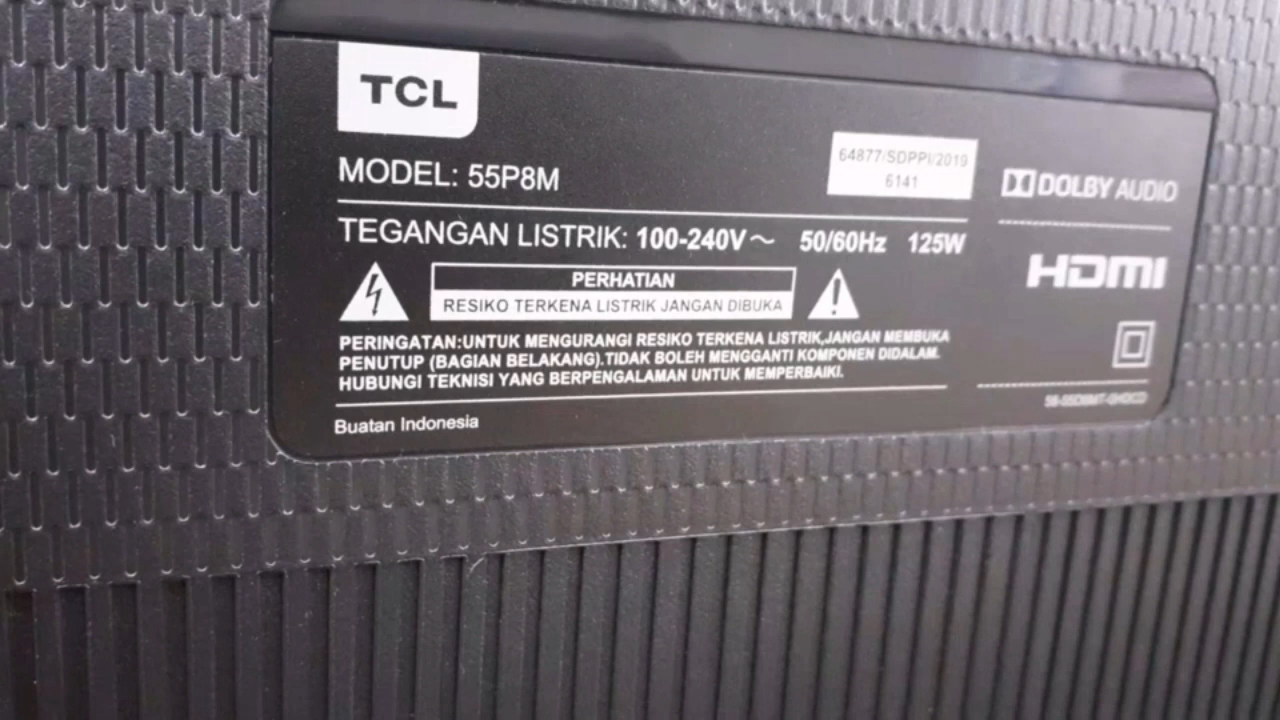 TCL
MODEL: 55P8M
64877/SDPPI/2019
6141
DOLBY AUDIO
TEGANGAN LISTRIK: 100-240V～ 50/60Hz 125W
HDMI
PERHATIAN
RESIKO TERKENA LISTRIK JANGAN DIBUKA
PERINGATAN:UNTUK MENGURANGI RESIKO TERKENA LISTRIK,JANGAN MEMBUKA
PENUTUP (BAGIAN BELAKANG).TIDAK BOLEH MENGGANTI KOMPONEN DIDALAM.
HUBUNGI TEKNISI YANG BERPENGALAMAN UNTUK MEMPERBAIKI.
Buatan Indonesia